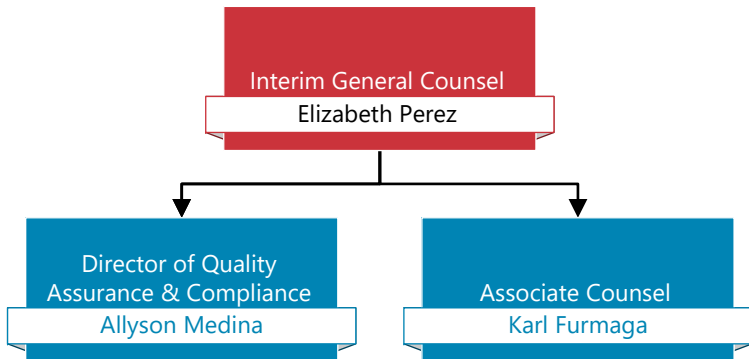 Interim General Counsel
Elizabeth Perez
Director of Quality
Assurance & Compliance
Allyson Medina
Associate Counsel
Karl Furmaga